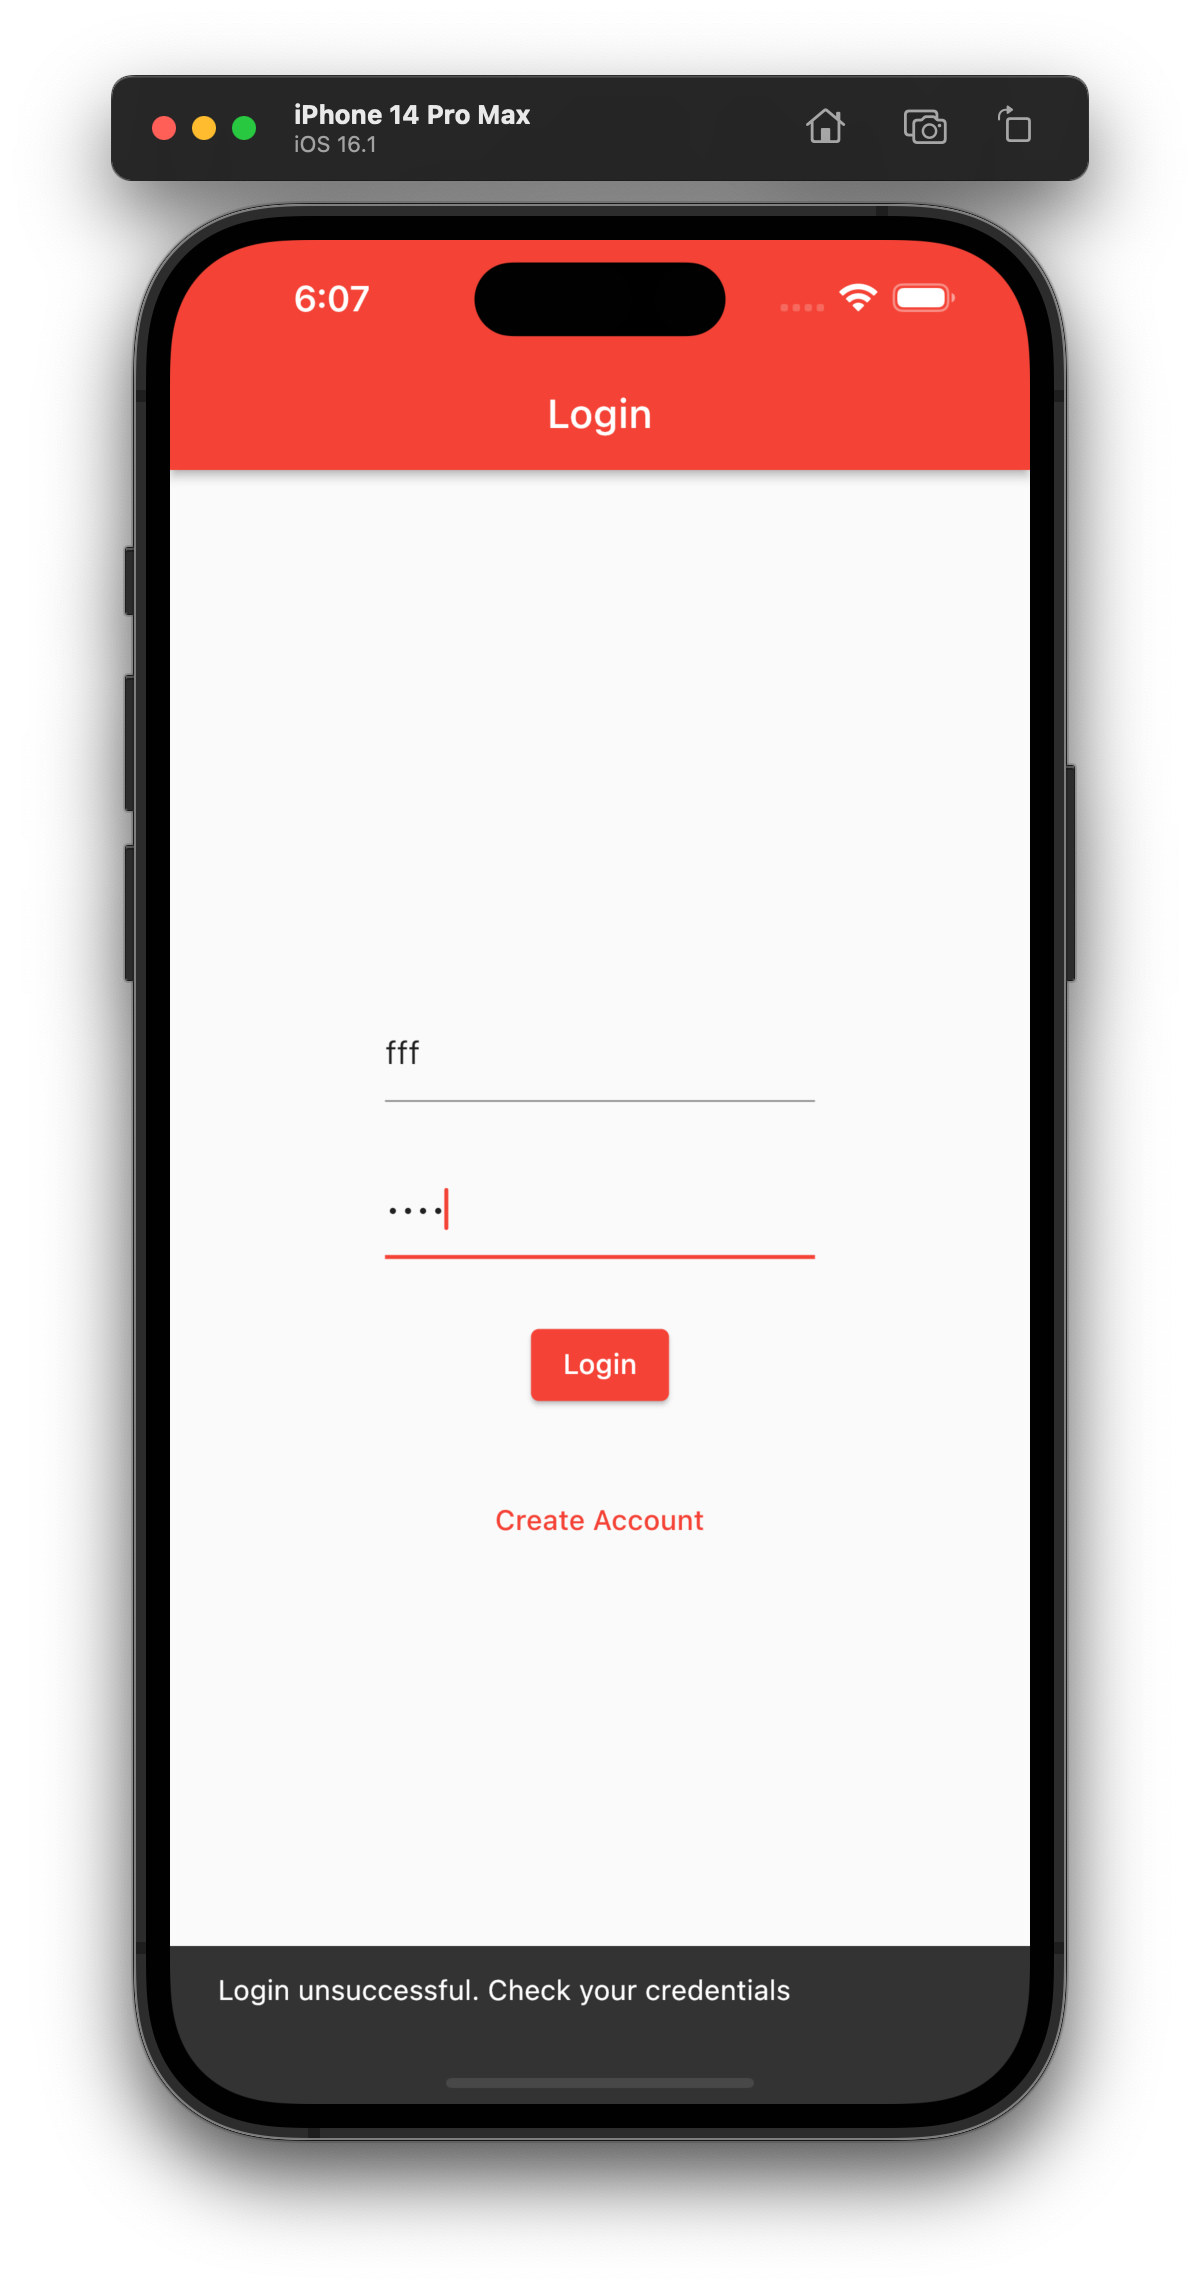 iPhone 14 Pro Max
iOS 16.1
6:07
Login
fff
••••
Login
Create Account
Login unsuccessful. Check your credentials